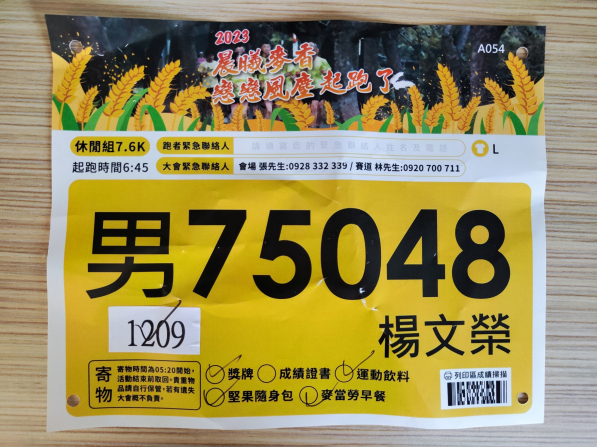 2023
晨曦麥香
戀戀風塵 起跑了
A054
休閒組7.6K
跑者緊急聯絡人
L
起跑時間6:45
大會緊急聯絡人 會場 張先生:0928 332 339 / 賽道 林先生:0920 700 711
男75048
1209
楊文榮
寄物
寄物時間為05:20開始,
活動結束前取回,貴重物
品請自行保管,若有遺失
大會概不負責。
獎牌 成績證書 運動飲料
堅果隨身包 麥當勞早餐
列印區成績掃描